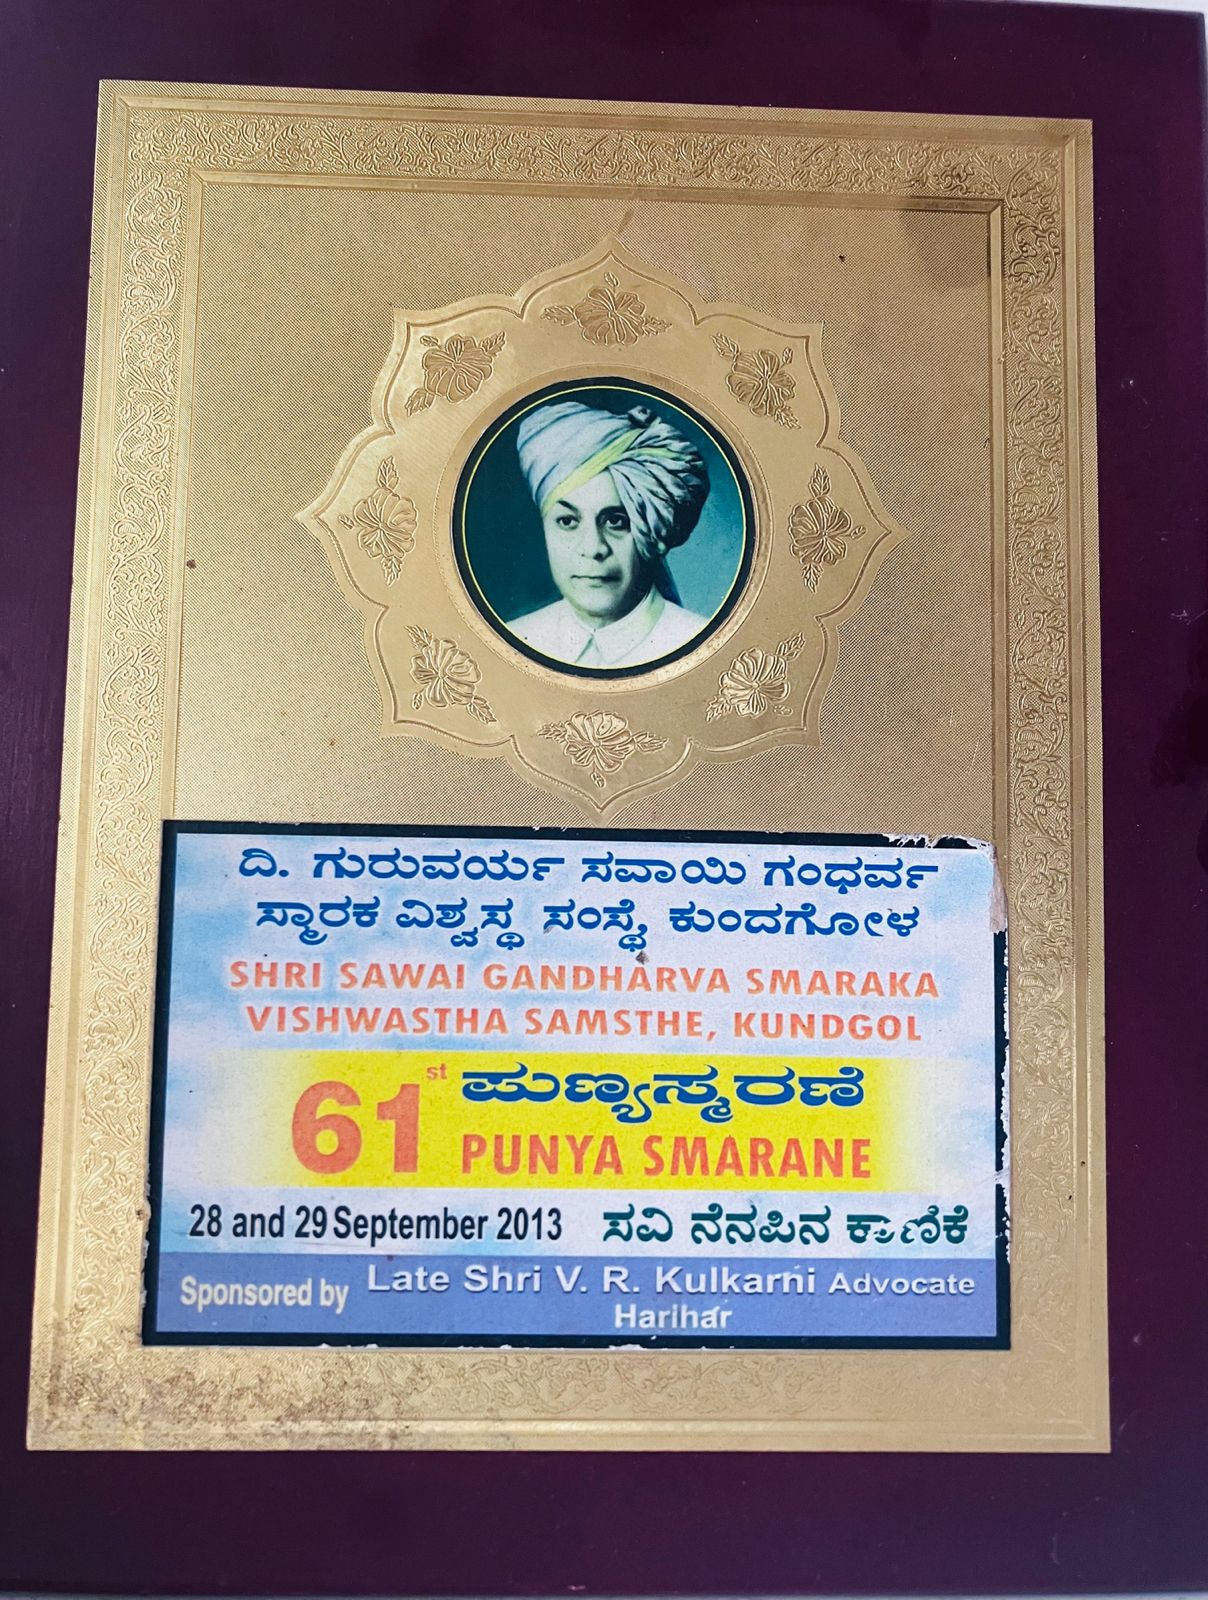 ದಿ. ಗುರುವರ್ಯ ಸವಾಯಿ ಗಂಧರ್ವ
ಸ್ಮಾರಕ ವಿಶ್ವಸ್ಥ ಸಂಸ್ಥೆ ಕುಂದಗೋಳ
SHRI SAWAI GANDHARVA SMARAKA
VISHWASTHA SAMSTHE, KUNDGOL
61st ಪುಣ್ಯಸ್ಮರಣೆ
PUNYA SMARANE
28 and 29 September 2013 ಸವಿ ನೆನಪಿನ ಕಾಣಿಕೆ
Sponsored by Late Shri V. R. Kulkarni Advocate
Harihar